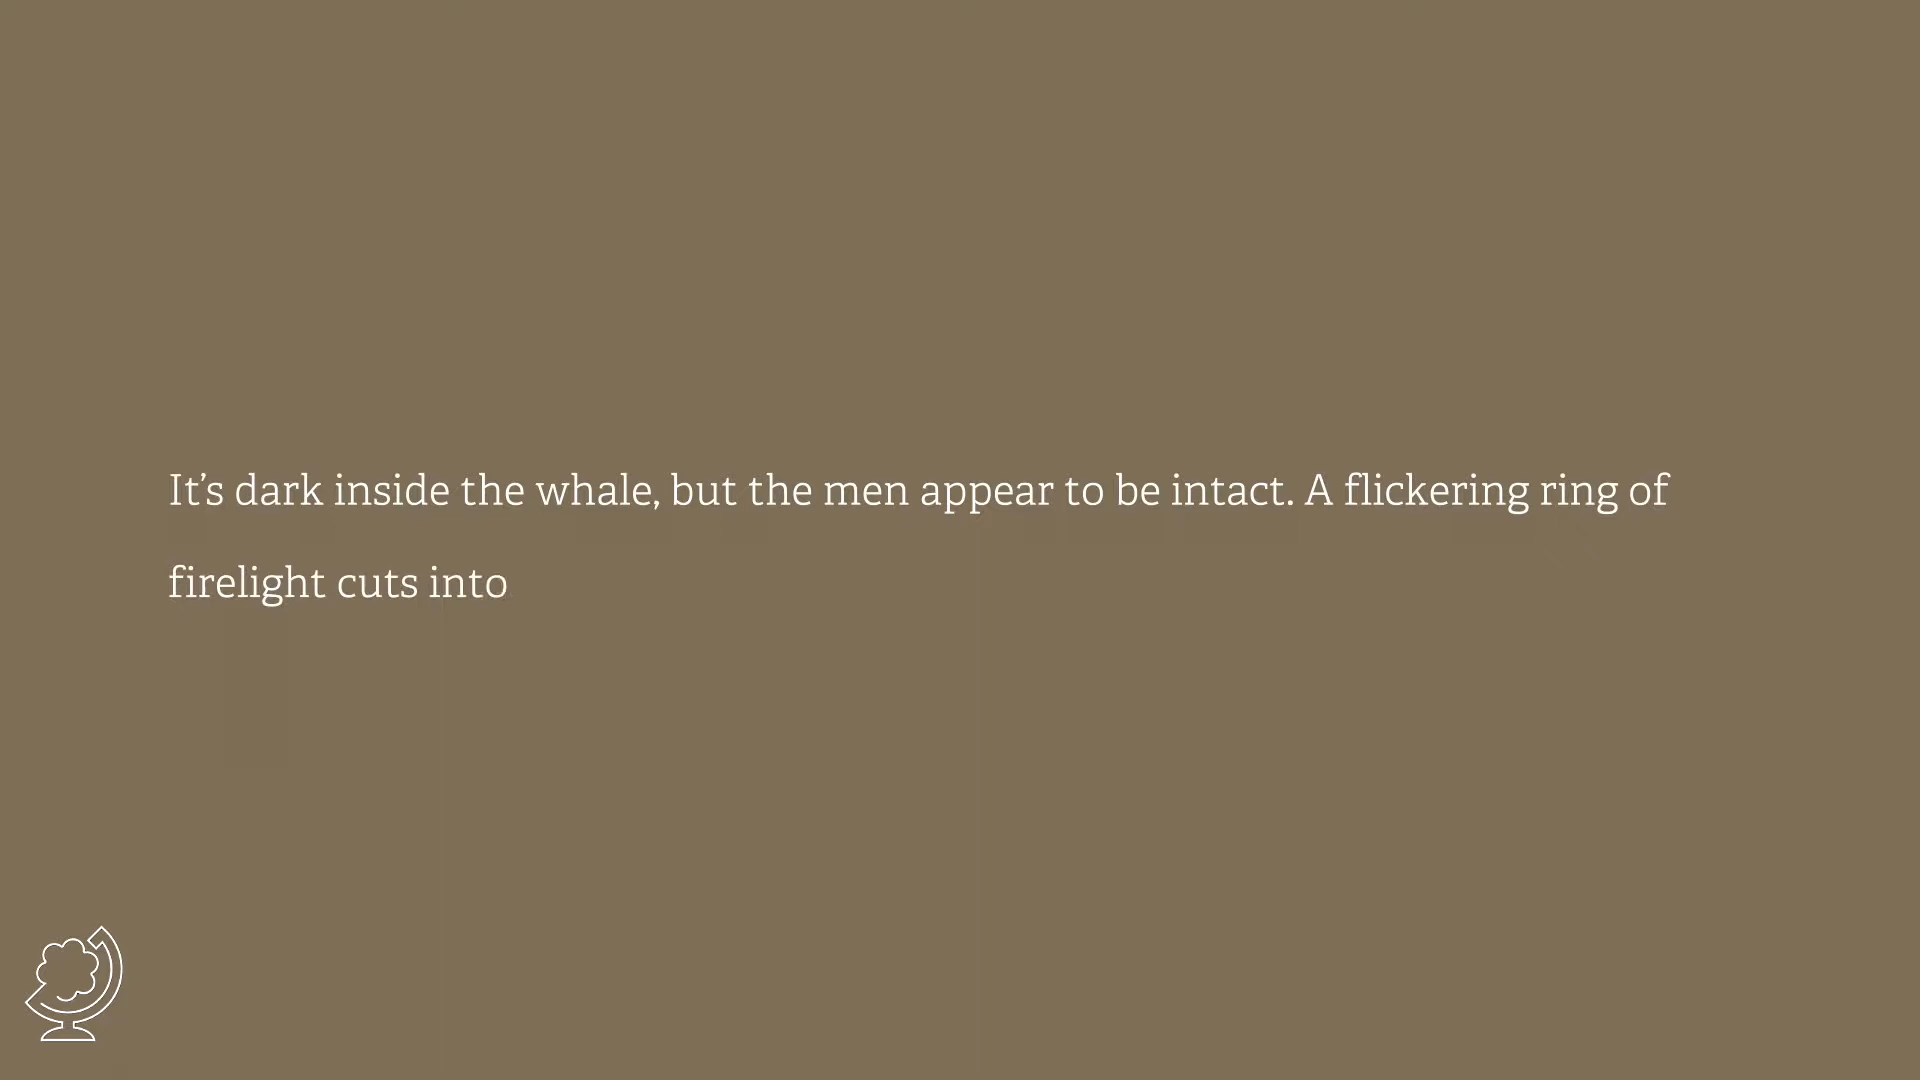 It’s dark inside the whale, but the men appear to be intact. A flickering ring of
firelight cuts into